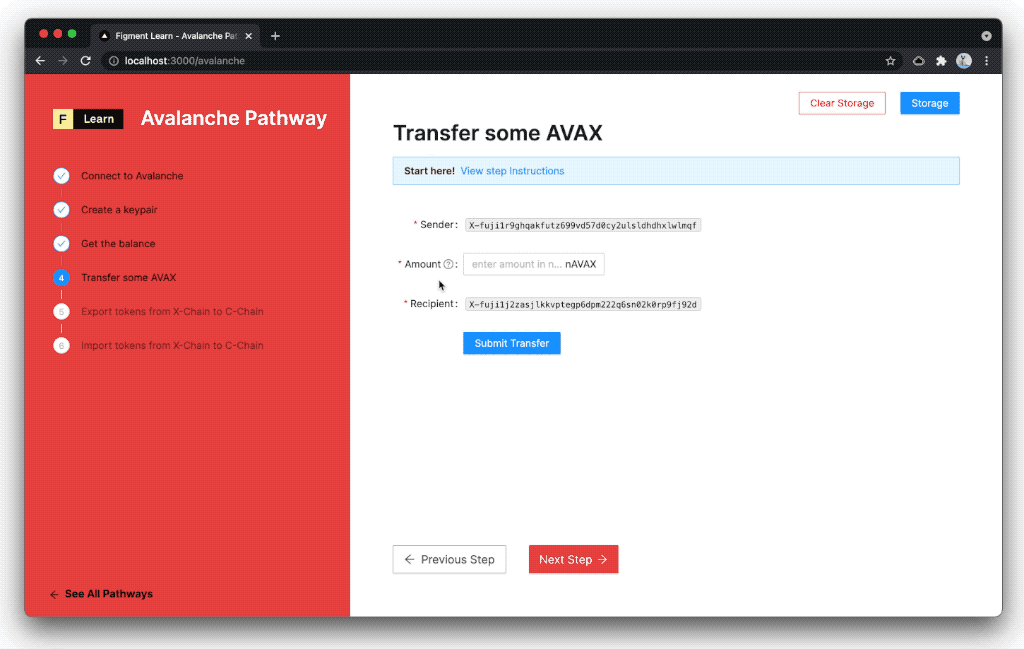 Figment Learn - Avalanche Pat
localhost:3000/avalanche
F Learn
Avalanche Pathway
Connect to Avalanche
Create a keypair
Get the balance
4 Transfer some AVAX
5 Export tokens from X-Chain to C-Chain
6 Import tokens from X-Chain to C-Chain
← See All Pathways
Clear Storage
Storage
Transfer some AVAX
Start here! View step Instructions
* Sender: X-fuji1r9ghqakfutz699vd57d0cy2ulsldhdhxlwlmqf
* Amount ? : enter amount in n... nAVAX
* Recipient: X-fuji1j2zasjlkkvptegp6dpm222q6sn02k0rp9fj92d
Submit Transfer
← Previous Step
Next Step →